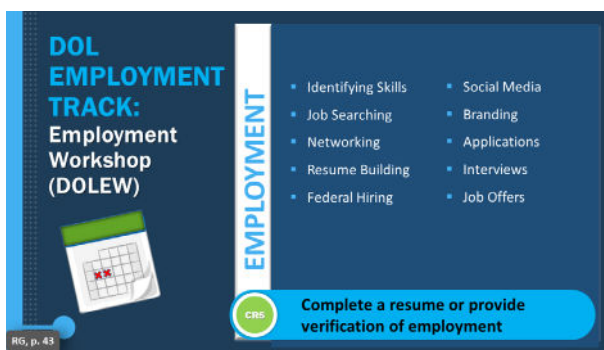 DOL
EMPLOYMENT
TRACK:
Employment
Workshop
(DOLEW)
EMPLOYMENT
▪ Identifying Skills
▪ Job Searching
▪ Networking
▪ Resume Building
▪ Federal Hiring
▪ Social Media
▪ Branding
▪ Applications
▪ Interviews
▪ Job Offers
CRS
Complete a resume or provide
verification of employment
RG, p. 43